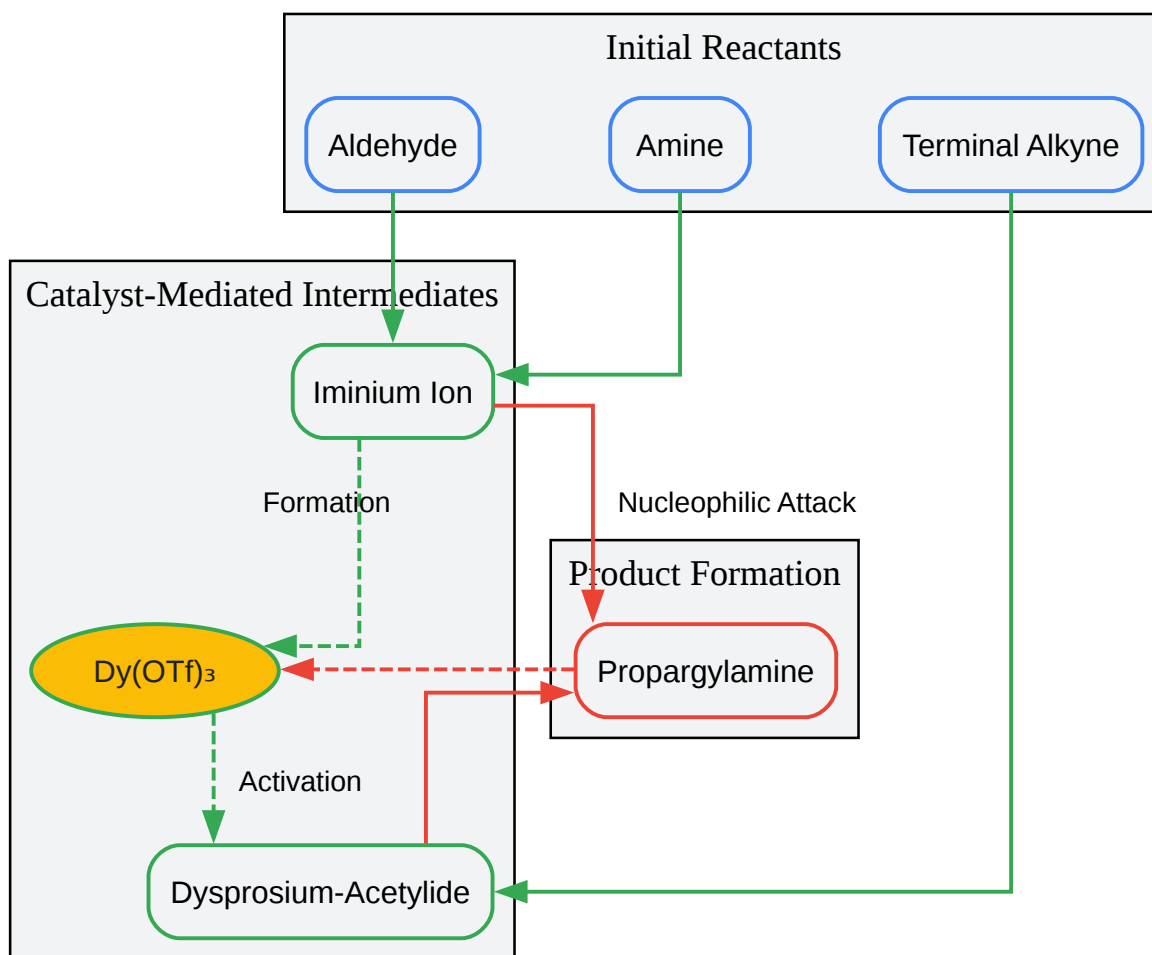 Initial Reactants
Aldehyde
Amine
Terminal Alkyne
Catalyst-Mediated Intermediates
Iminium Ion
Formation
Nucleophilic Attack
Product Formation
Dy(OTf)₃
Propargylamine
Activation
Dysprosium-Acetylide